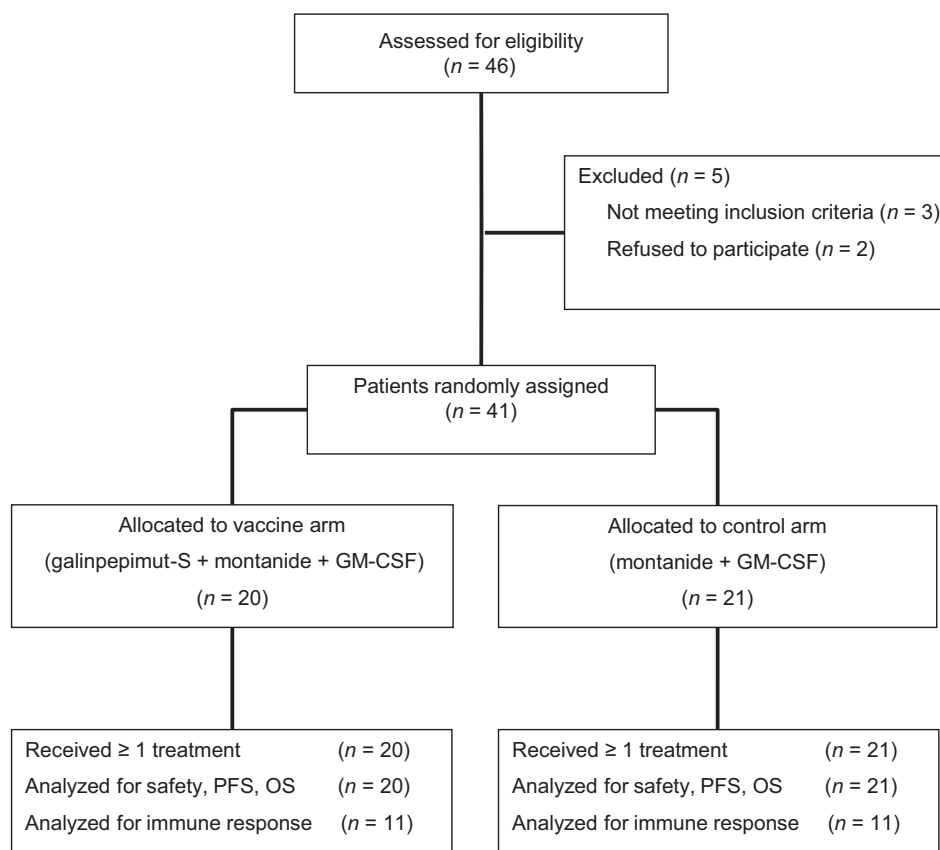 Assessed for eligibility
(n = 46)
Excluded (n = 5)
Not meeting inclusion criteria (n = 3)
Refused to participate (n = 2)
Patients randomly assigned
(n = 41)
Allocated to vaccine arm
(galinpepimut-S + montanide + GM-CSF)
(n = 20)
Allocated to control arm
(montanide + GM-CSF)
(n = 21)
Received ≥ 1 treatment (n = 20)
Analyzed for safety, PFS, OS (n = 20)
Analyzed for immune response (n = 11)
Received ≥ 1 treatment (n = 21)
Analyzed for safety, PFS, OS (n = 21)
Analyzed for immune response (n = 11)